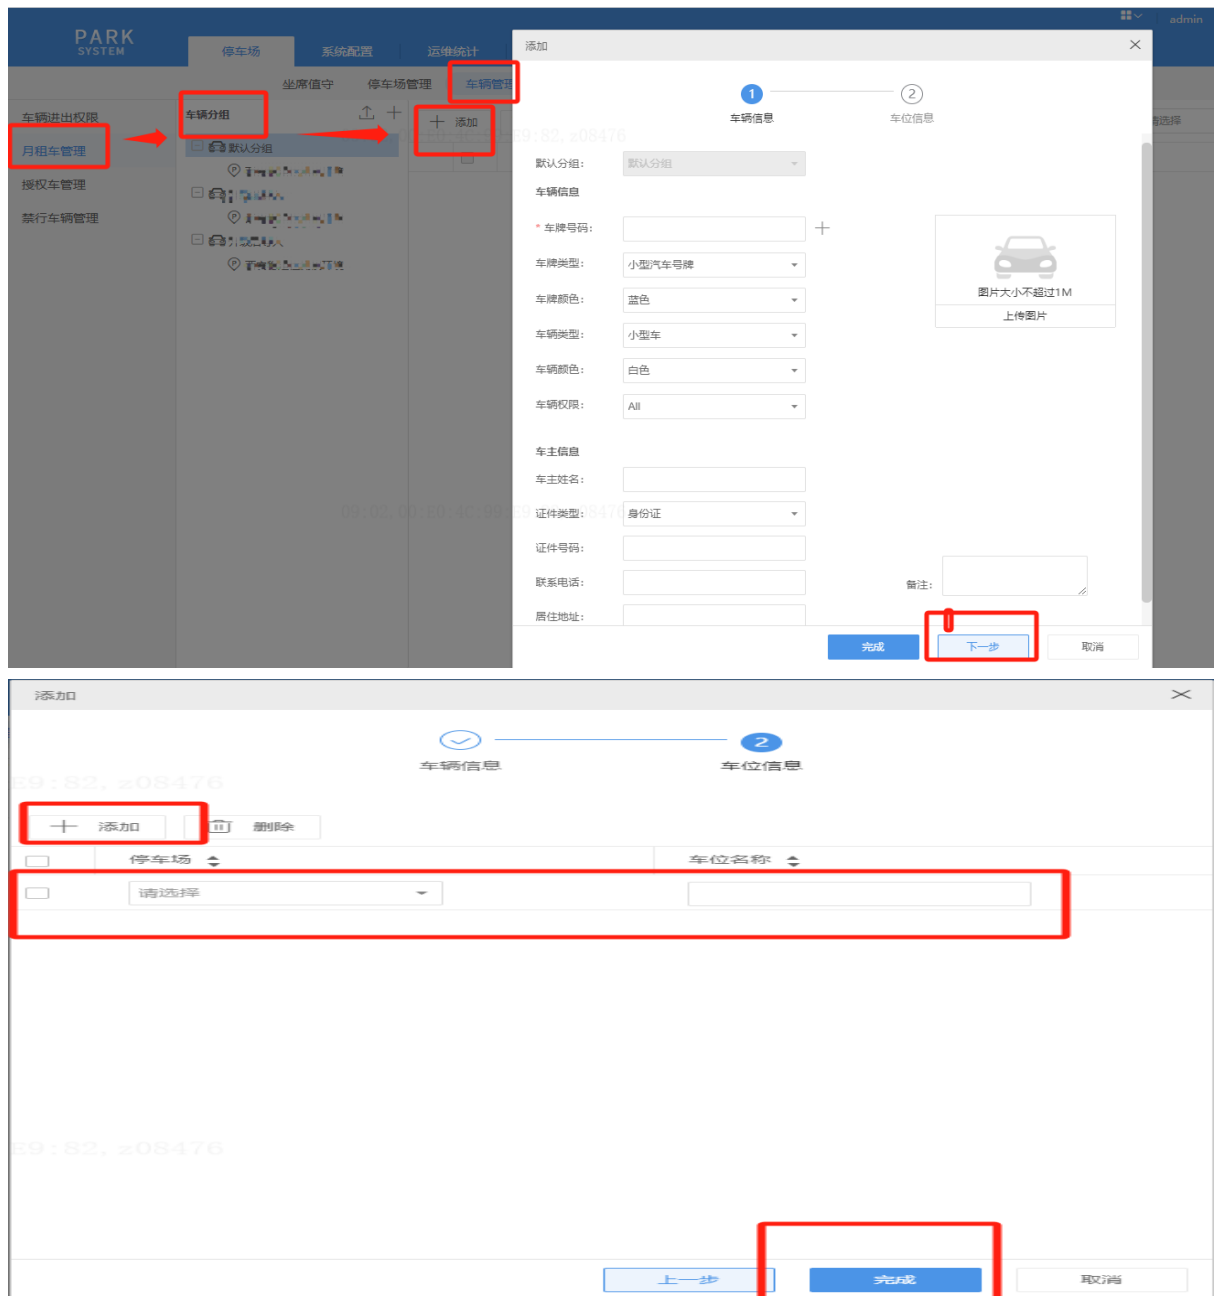 PARK
SYSTEM
admin
停车场 系统配置 运维统计
坐席值守 停车场管理 车辆管理
车辆进出权限
月租车管理
授权车管理
禁行车辆管理
车辆分组
默认分组
添加
添加
1 2
车辆信息 车位信息
默认分组: 默认分组
车辆信息
* 车牌号码:
车牌类型: 小型汽车号牌
车牌颜色: 蓝色
车辆类型: 小型车
车辆颜色: 白色
车辆权限: All
图片大小不超过1M
上传图片
车主信息
车主姓名:
证件类型: 身份证
证件号码:
联系电话:
备注:
居住地址:
完成 下一步 取消
添加
2
车辆信息 车位信息
E9:82, z08476
添加 删除
停车场 车位名称
请选择
E9:82, z08476
上一步 完成 取消